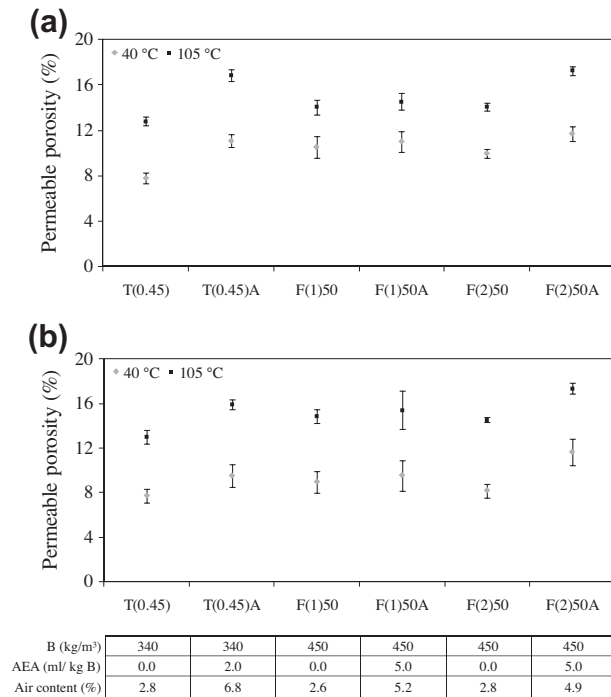 (a)
40 °C 105 °C
Permeable porosity (%)
20
16
12
8
4
0
T(0.45) T(0.45)A F(1)50 F(1)50A F(2)50 F(2)50A
(b)
40 °C 105 °C
Permeable porosity (%)
20
16
12
8
4
0
T(0.45) T(0.45)A F(1)50 F(1)50A F(2)50 F(2)50A
B (kg/m³) 340 340 450 450 450 450
AEA (ml/ kg B) 0.0 2.0 0.0 5.0 0.0 5.0
Air content (%) 2.8 6.8 2.6 5.2 2.8 4.9